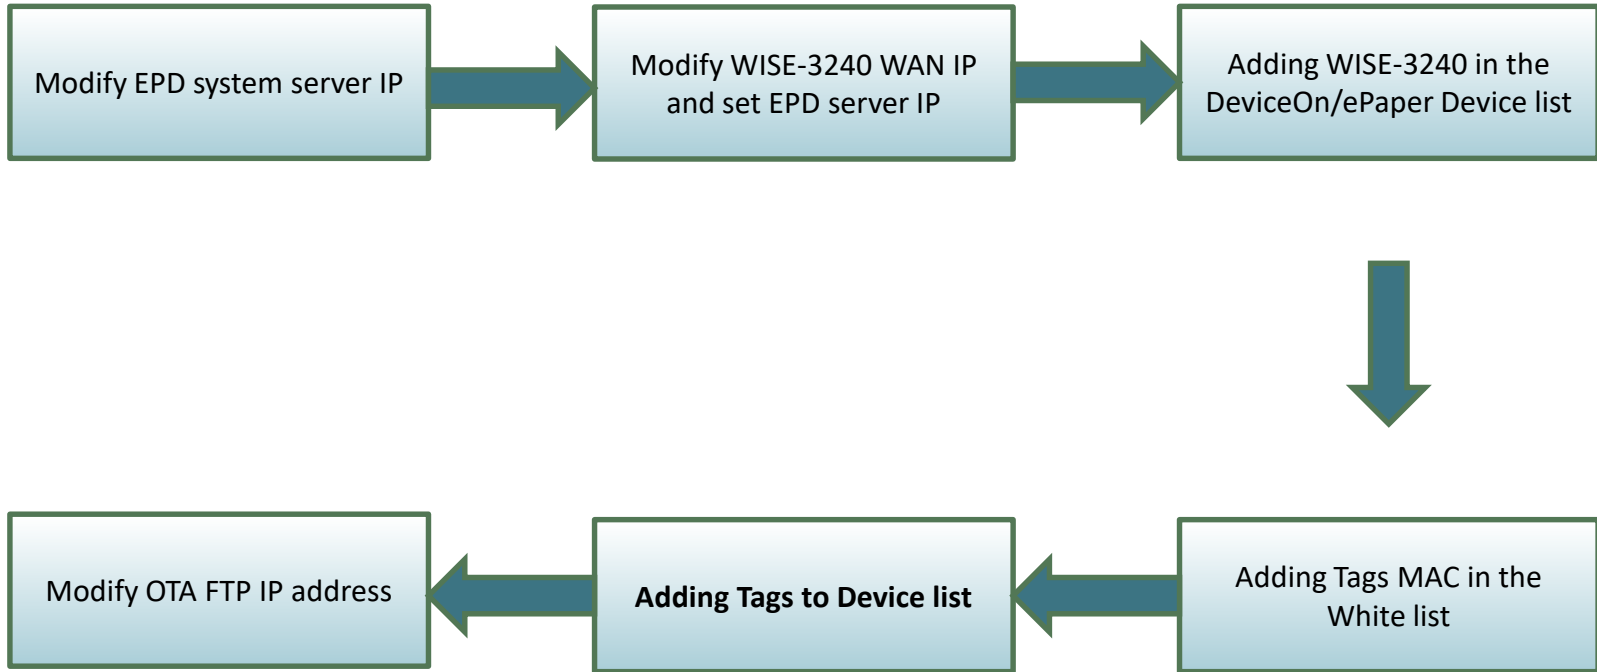 Modify EPD system server IP
Modify WISE-3240 WAN IP
and set EPD server IP
Adding WISE-3240 in the
DeviceOn/ePaper Device list
Adding Tags MAC in the
White list
Adding Tags to Device list
Modify OTA FTP IP address